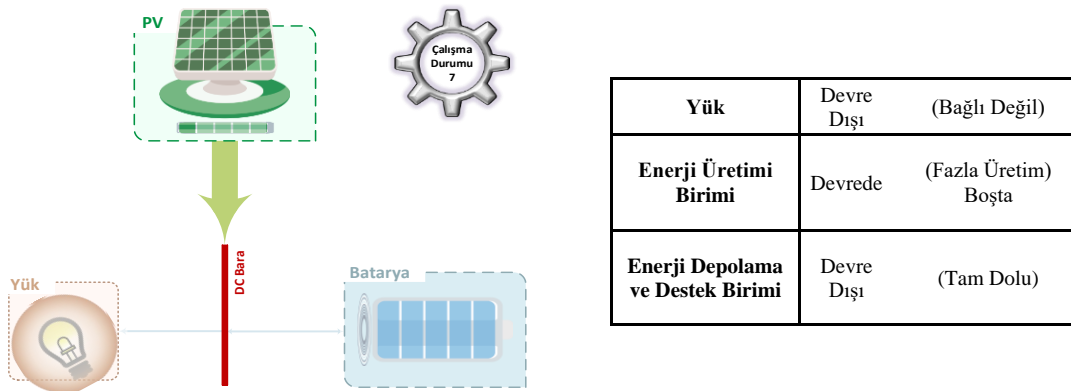 PV
Çalışma
Durumu
7
DC Bara
Yük
Batarya
Yük
Devre
Dışı
(Bağlı Değil)
Enerji Üretimi
Birimi
Devrede
(Fazla Üretim)
Boşta
Enerji Depolama
ve Destek Birimi
Devre
Dışı
(Tam Dolu)